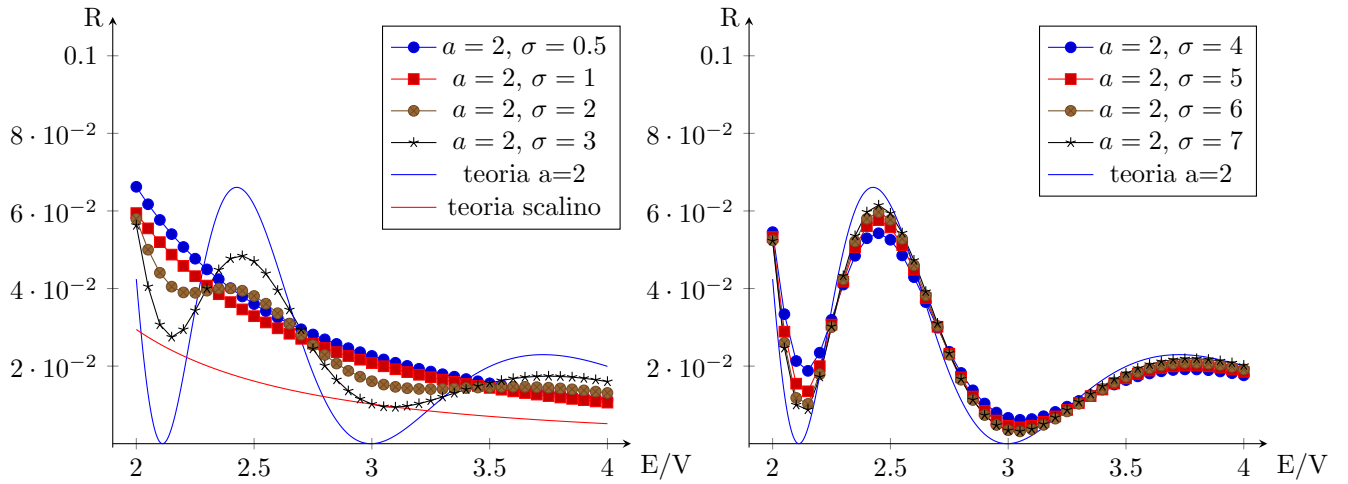 R
0.1
8 · 10⁻²
6 · 10⁻²
4 · 10⁻²
2 · 10⁻²
2
2.5
3
3.5
4
E/V
a = 2, σ = 0.5
a = 2, σ = 1
a = 2, σ = 2
a = 2, σ = 3
teoria a=2
teoria scalino
R
0.1
8 · 10⁻²
6 · 10⁻²
4 · 10⁻²
2 · 10⁻²
2
2.5
3
3.5
4
E/V
a = 2, σ = 4
a = 2, σ = 5
a = 2, σ = 6
a = 2, σ = 7
teoria a=2